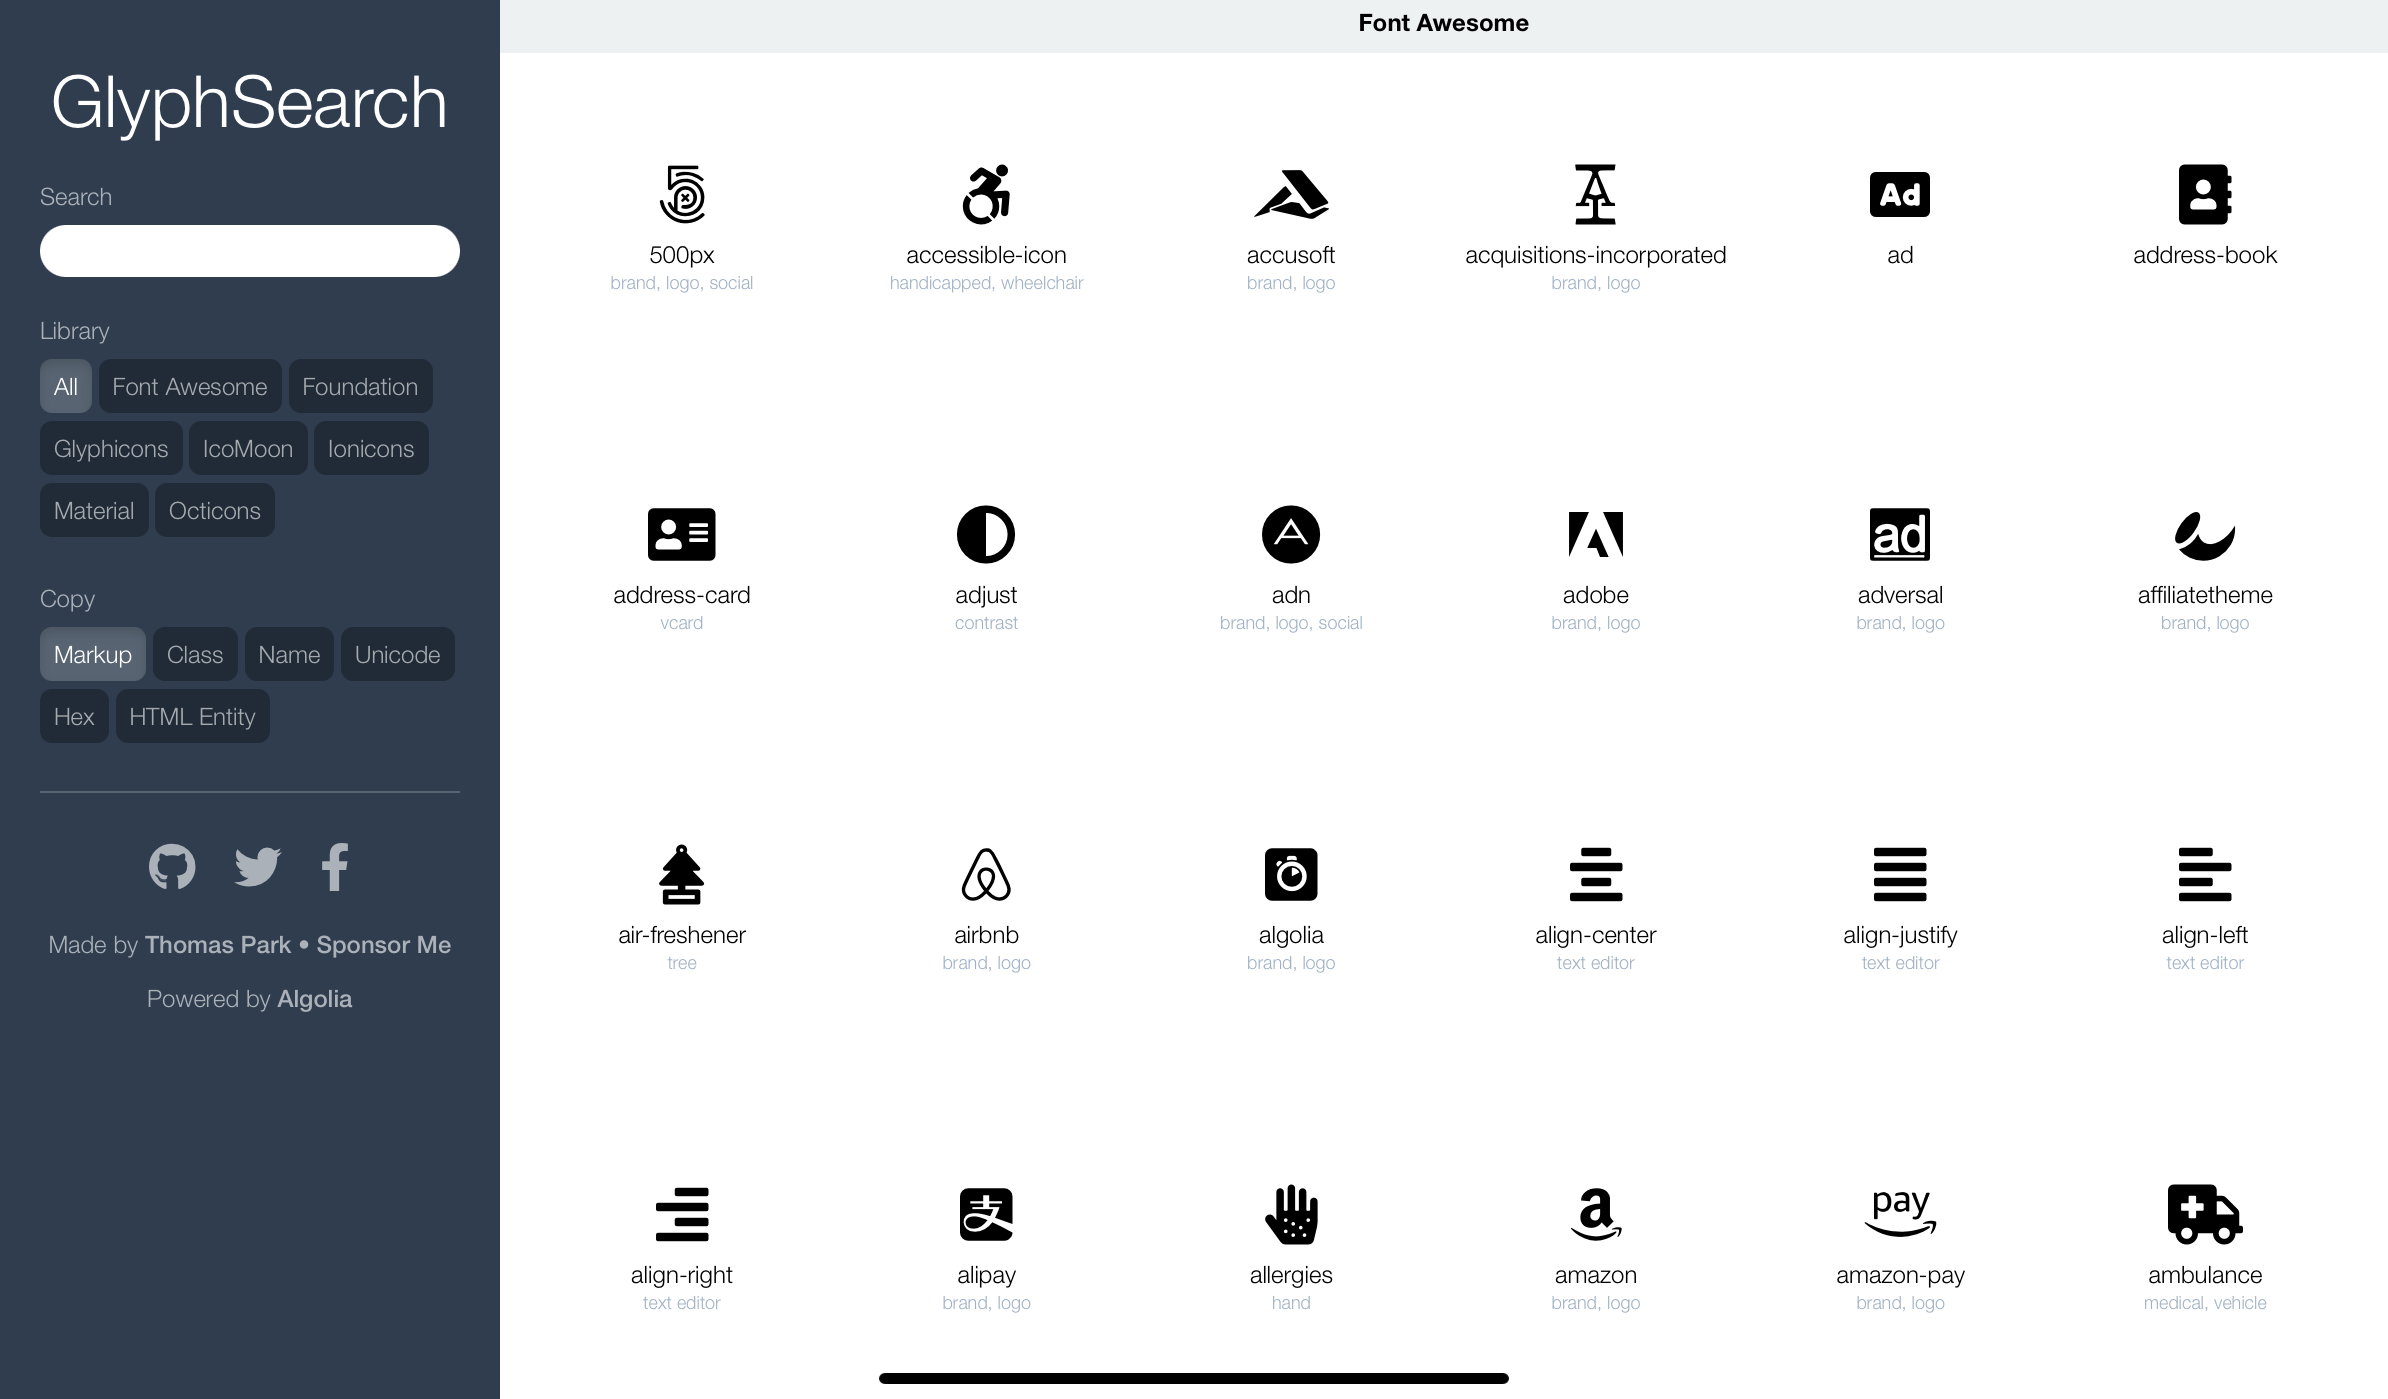 GlyphSearch
Search
Library
All Font Awesome Foundation
Glyphicons IcoMoon Ionicons
Material Octicons
Copy
Markup Class Name Unicode
Hex HTML Entity
Made by Thomas Park • Sponsor Me
Powered by Algolia
Font Awesome
Ad
500px accessible-icon accusoft acquisitions-incorporated ad address-book
brand, logo, social handicapped, wheelchair brand, logo brand, logo
ad
address-card adjust adn adobe adversal affiliatetheme
vcard contrast brand, logo, social brand, logo brand, logo brand, logo
air-freshener airbnb algolia align-center align-justify align-left
tree brand, logo brand, logo text editor text editor text editor
支 a pay
align-right alipay allergies amazon amazon-pay ambulance
text editor brand, logo hand brand, logo brand, logo medical, vehicle